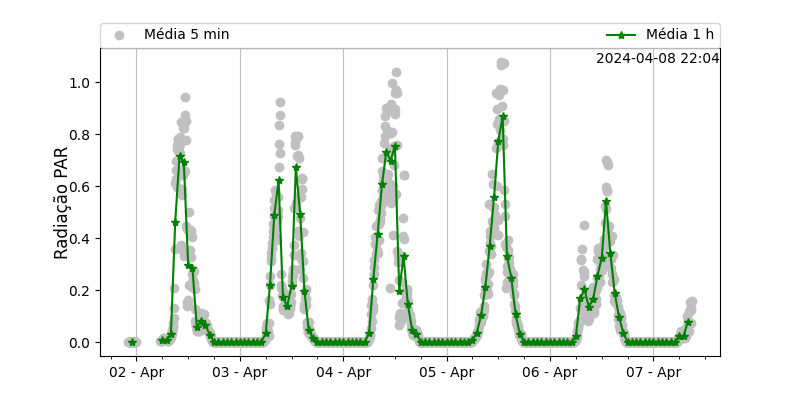 Média 5 min
Média 1 h
2024-04-08 22:04
Radiação PAR
1.0
0.8
0.6
0.4
0.2
0.0
02 - Apr
03 - Apr
04 - Apr
05 - Apr
06 - Apr
07 - Apr